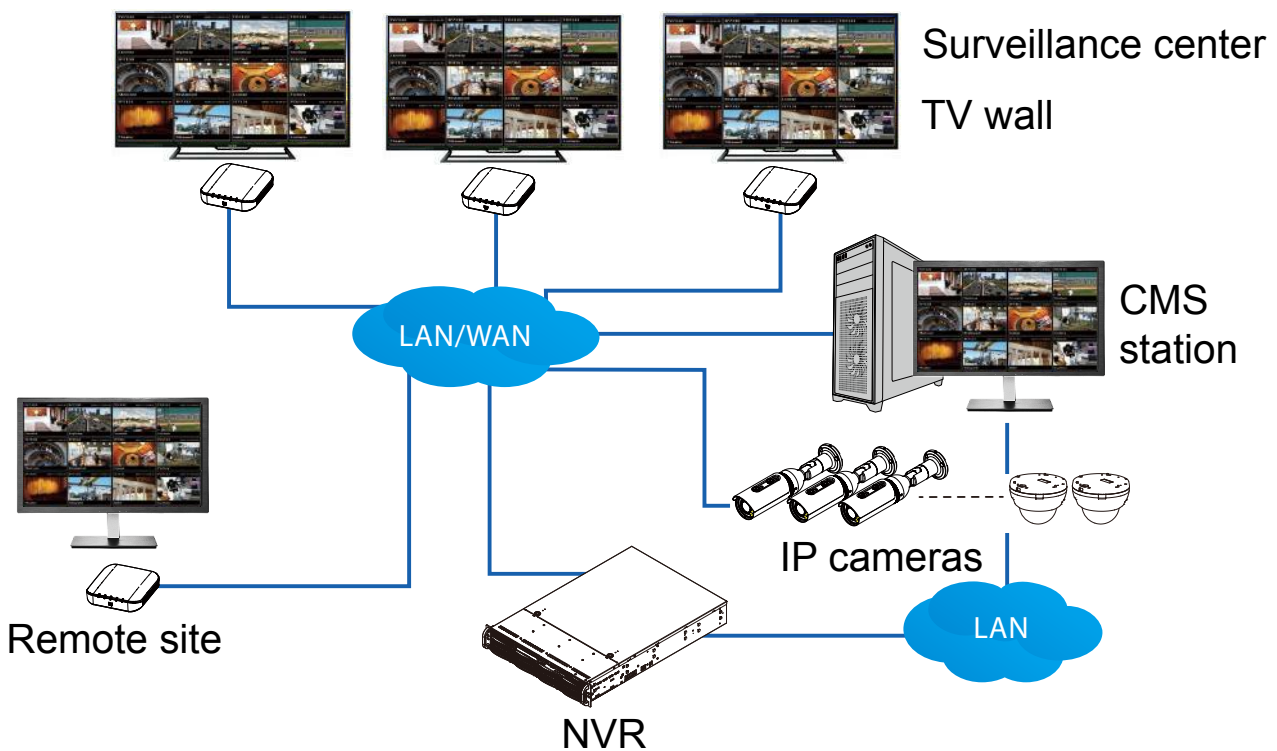 Surveillance center
TV wall
LAN/WAN
CMS
station
IP cameras
LAN
Remote site
NVR